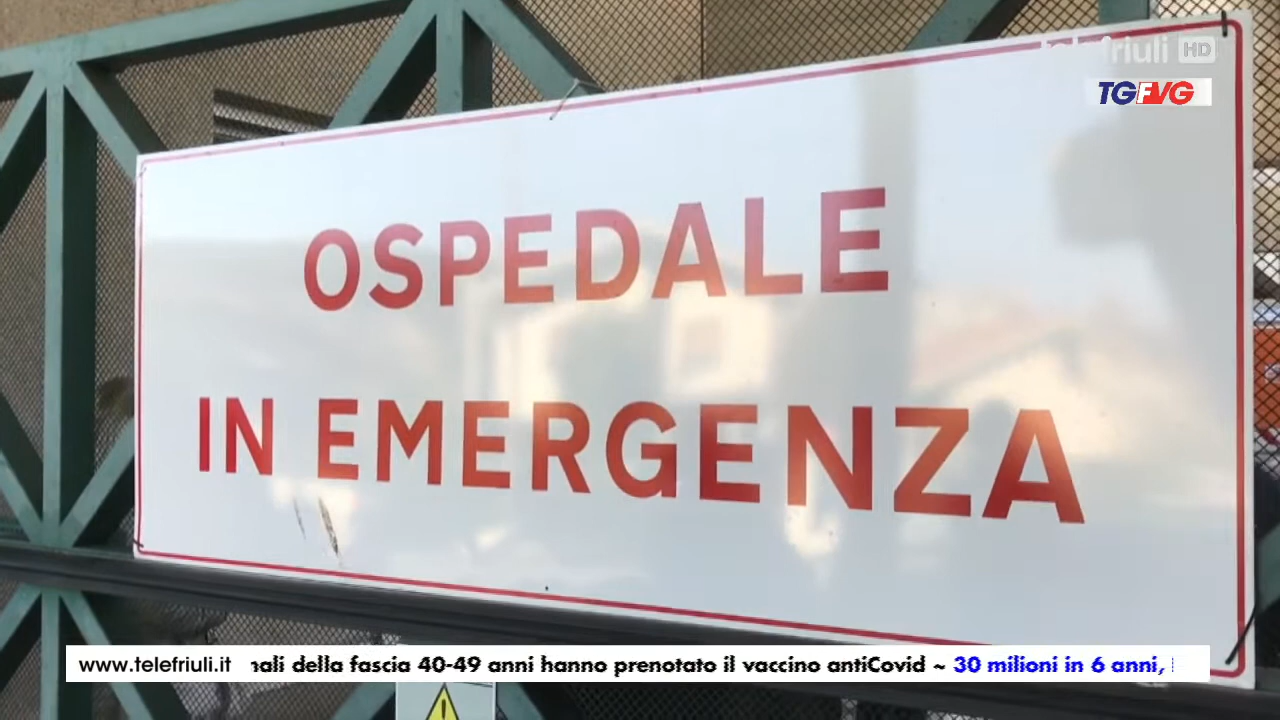 telefriuli HD
TGFVG
OSPEDALE
IN EMERGENZA
www.telefriuli.it della fascia 40-49 anni hanno prenotato il vaccino antiCovid ~ 30 milioni in 6 anni,